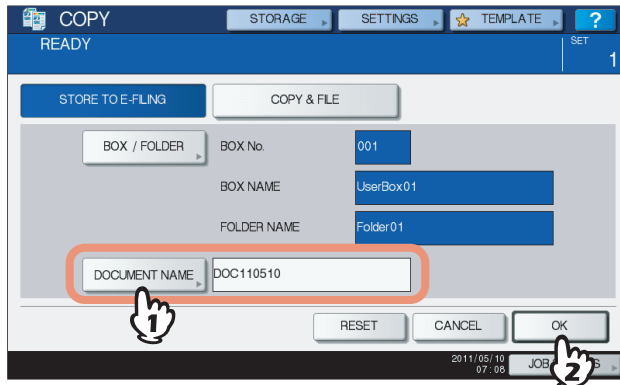 COPY STORAGE SETTINGS TEMPLATE ?
READY SET
1
STORE TO E-FILING COPY & FILE
BOX / FOLDER BOX No. 001
BOX NAME UserBox01
FOLDER NAME Folder01
DOCUMENT NAME DOC110510
1
RESET CANCEL OK
2011/05/10
07:08 JOB
2